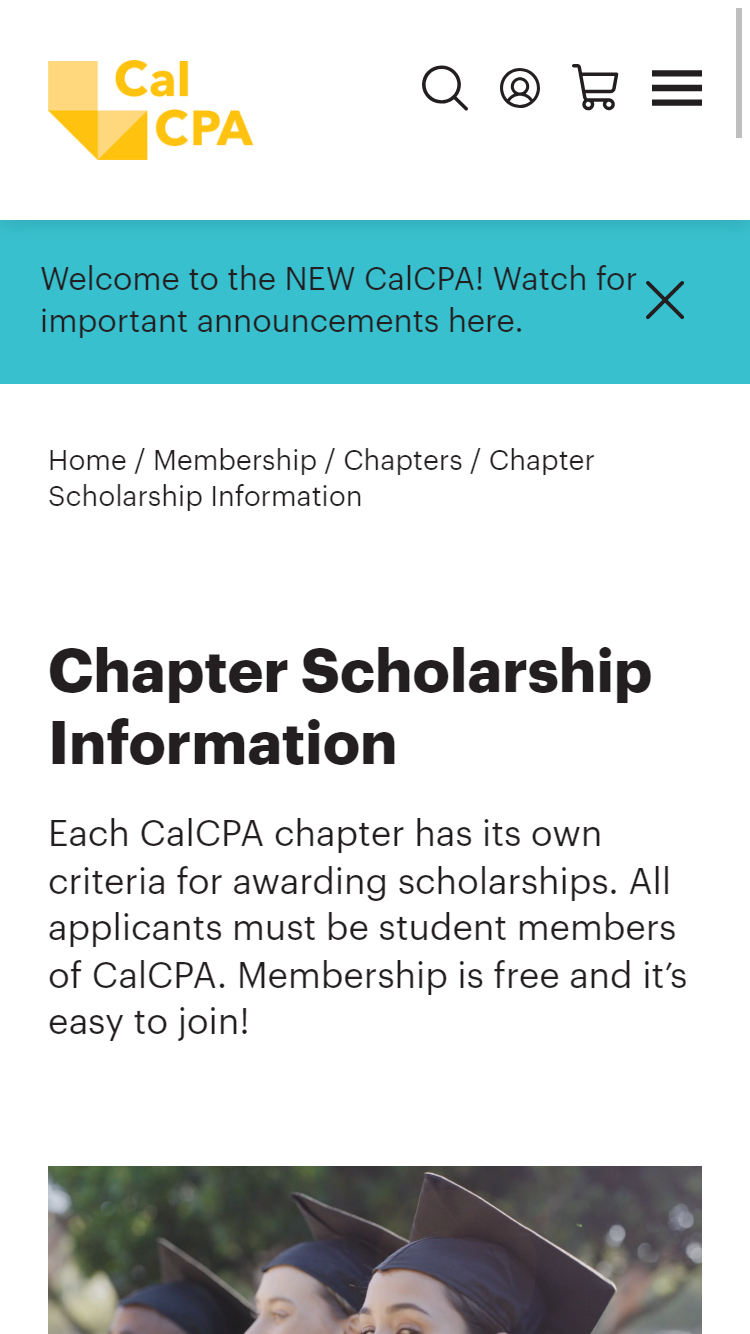 Cal
CPA
Welcome to the NEW CalCPA! Watch for
important announcements here.
Home / Membership / Chapters / Chapter
Scholarship Information
Chapter Scholarship
Information
Each CalCPA chapter has its own
criteria for awarding scholarships. All
applicants must be student members
of CalCPA. Membership is free and it’s
easy to join!